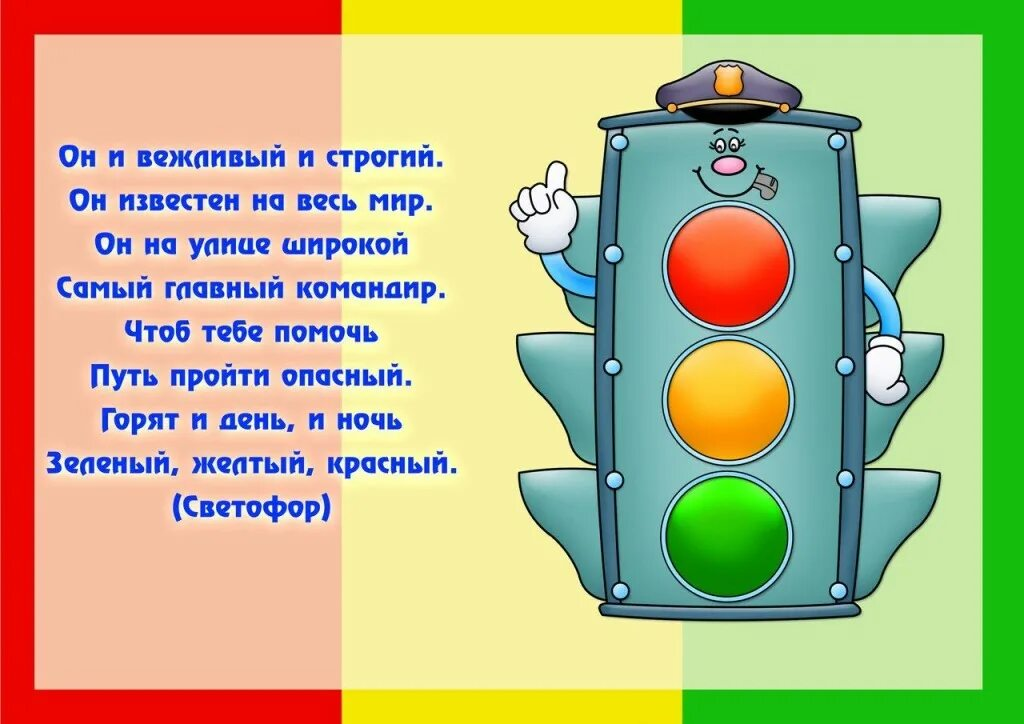 Он и вежливый и строгий.
Он известен на весь мир.
Он на улице широкой
Самый главный командир.
Чтоб тебе помочь
Путь пройти опасный.
Горят и день, и ночь
Зеленый, желтый, красный.
(Светофор)